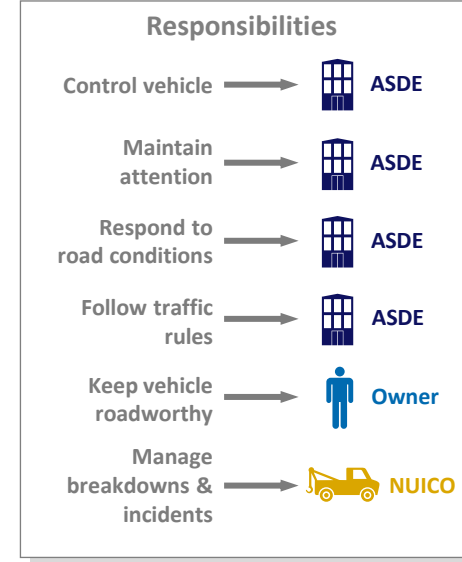 Responsibilities
Control vehicle
ASDE
Maintain
attention
ASDE
Respond to
road conditions
ASDE
Follow traffic
rules
ASDE
Keep vehicle
roadworthy
Owner
Manage
breakdowns &
incidents
NUICO